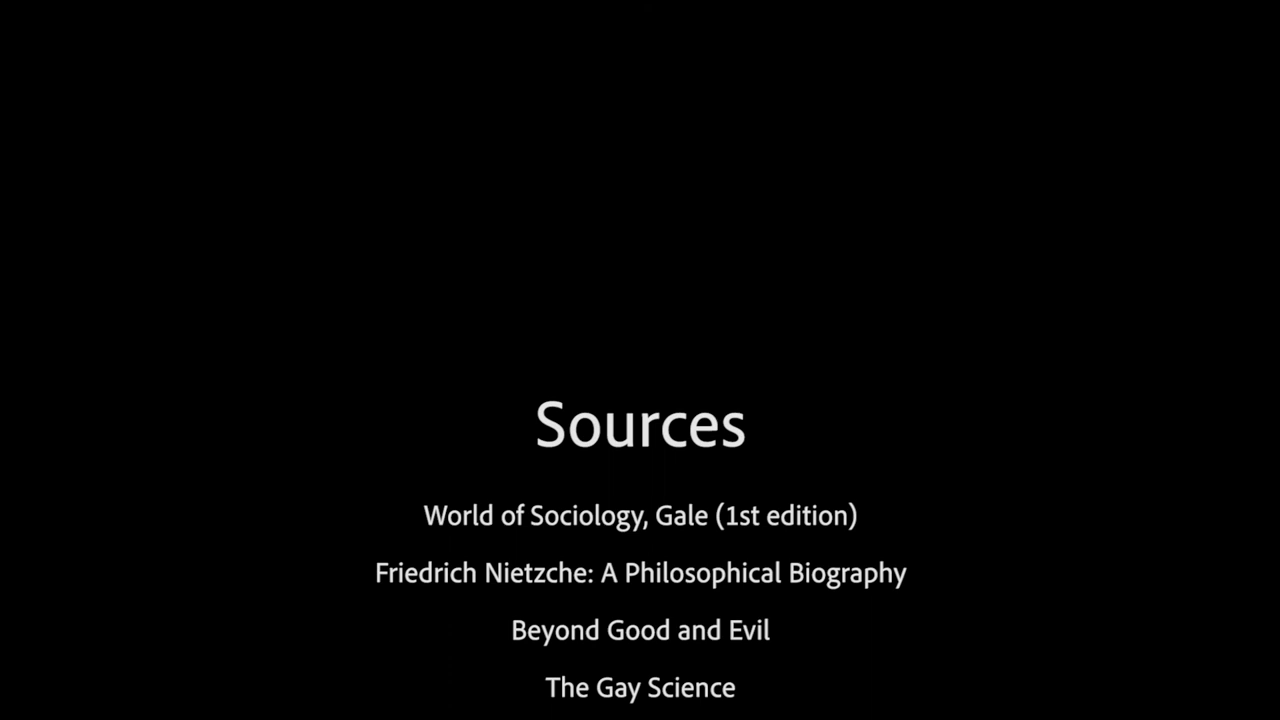 Sources
World of Sociology, Gale (1st edition)
Friedrich Nietzche: A Philosophical Biography
Beyond Good and Evil
The Gay Science